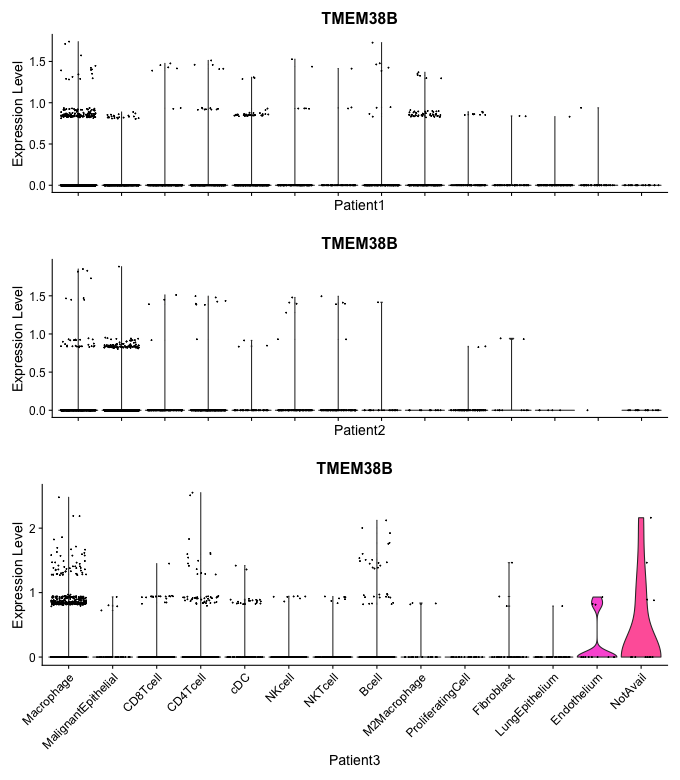 TMEM38B
Expression Level
1.5
1.0
0.5
0.0
Patient1
TMEM38B
Expression Level
1.5
1.0
0.5
0.0
Patient2
TMEM38B
Expression Level
2
1
0
Macrophage
MalignantEpithelial
CD8Tcell
CD4Tcell
cDC
NKcell
NKTcell
Bcell
M2Macrophage
ProliferatingCell
Fibroblast
LungEpithelium
Endothelium
NotAvail
Patient3